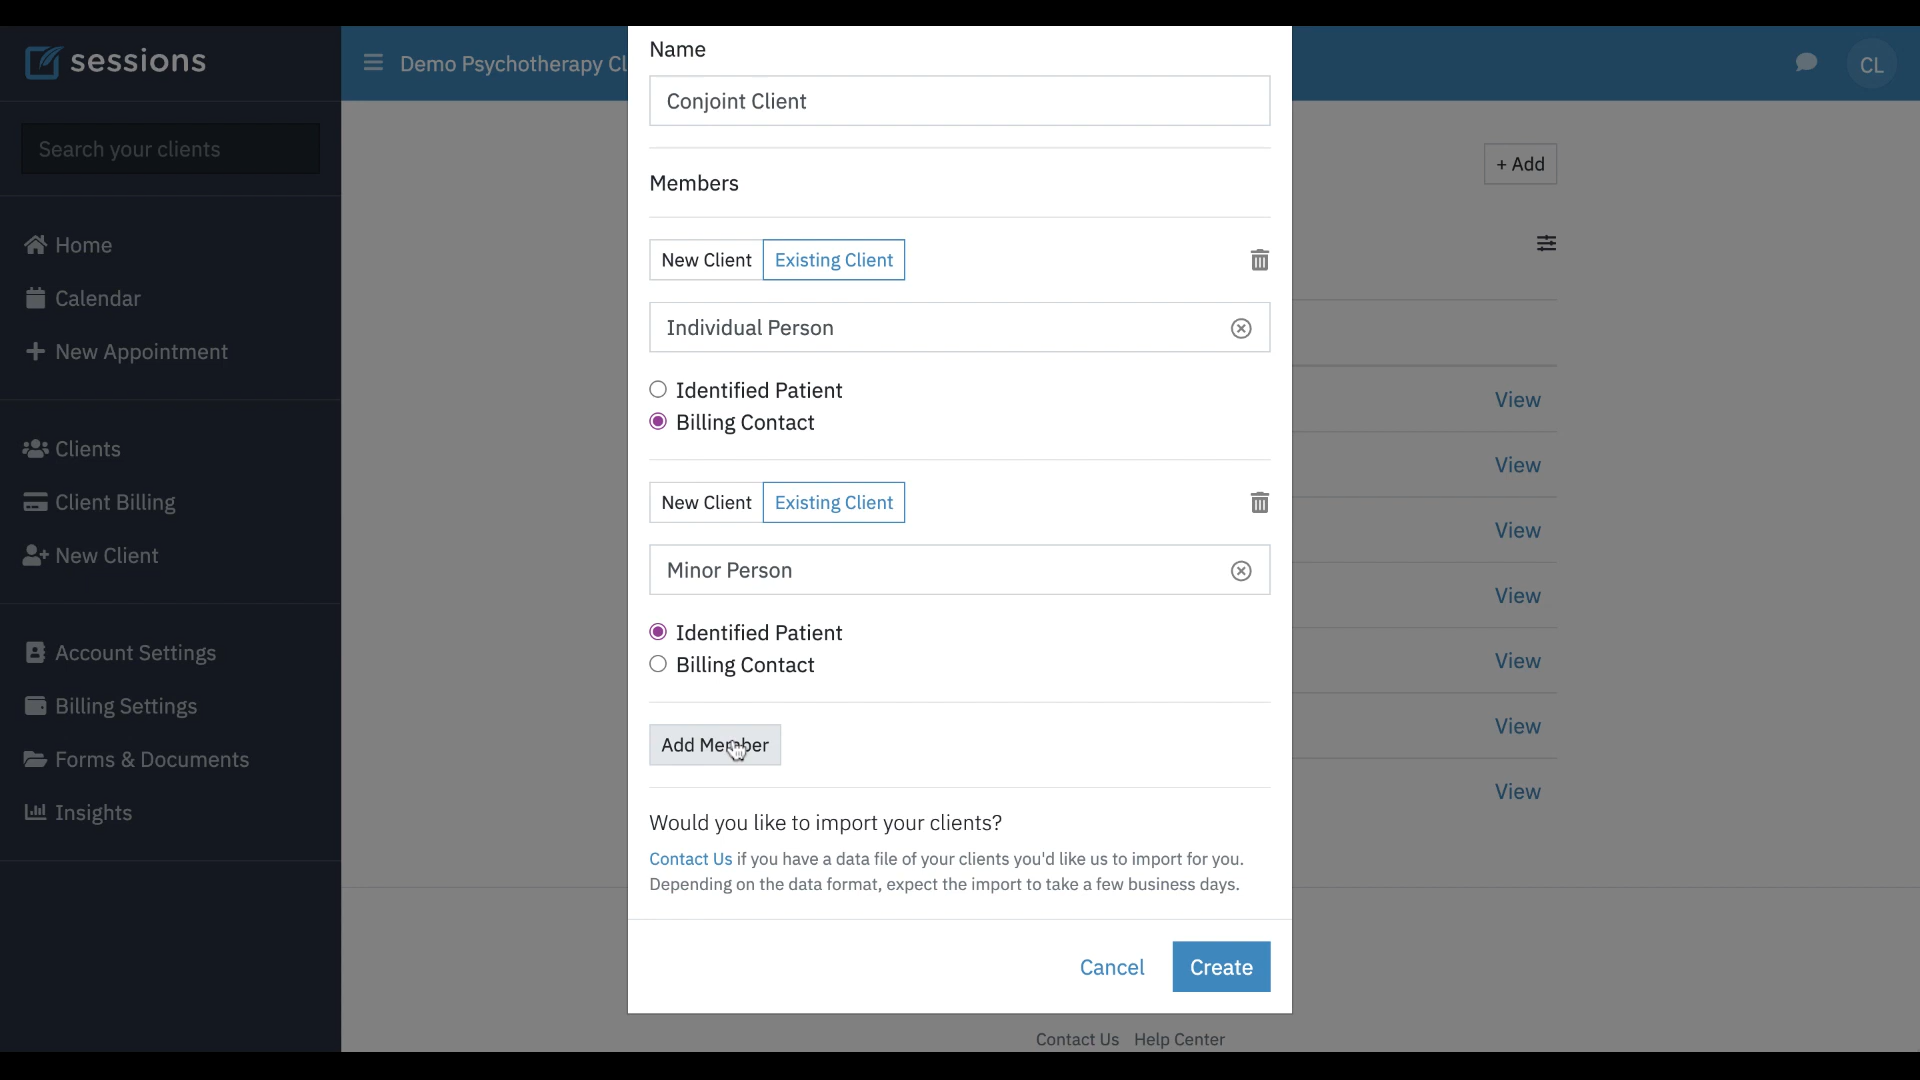 sessions
Demo Psychotherapy Cl
CL
Search your clients
Home
Calendar
New Appointment
Clients
Client Billing
New Client
Account Settings
Billing Settings
Forms & Documents
Insights
Name
Conjoint Client
Members
New Client Existing Client
Individual Person
Identified Patient
Billing Contact
New Client Existing Client
Minor Person
Identified Patient
Billing Contact
Add Member
Would you like to import your clients?
Contact Us if you have a data file of your clients you'd like us to import for you.
Depending on the data format, expect the import to take a few business days.
Cancel Create
+ Add
View
View
View
View
View
View
View
Contact Us Help Center